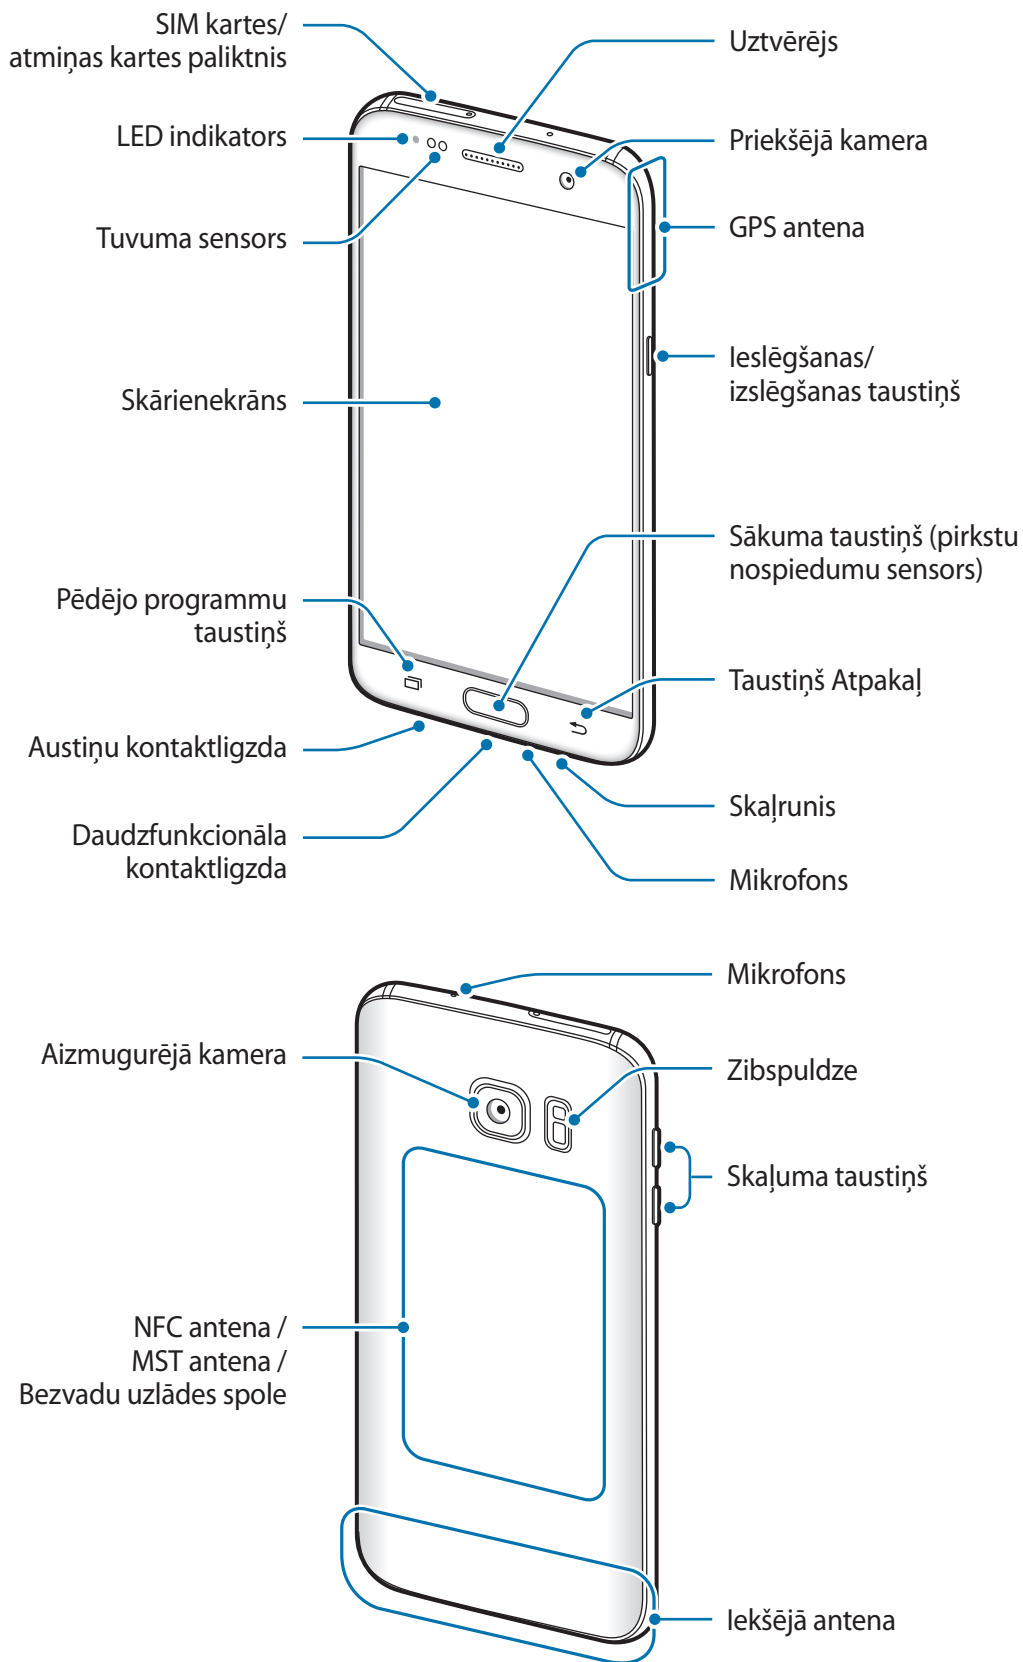 SIM kartes/
atmiņas kartes paliktnis
Uztvērējs
LED indikators
Priekšējā kamera
Tuvuma sensors
GPS antena
Ieslēgšanas/
izslēgšanas taustiņš
Skārienekrāns
Sākuma taustiņš (pirkstu
nospiedumu sensors)
Pēdējo programmu
taustiņš
Taustiņš Atpakaļ
Austiņu kontaktligzda
Skaļrunis
Daudzfunkcionāla
kontaktligzda
Mikrofons
Mikrofons
Aizmugurējā kamera
Zibspuldze
Skaļuma taustiņš
NFC antena /
MST antena /
Bezvadu uzlādes spole
Iekšējā antena